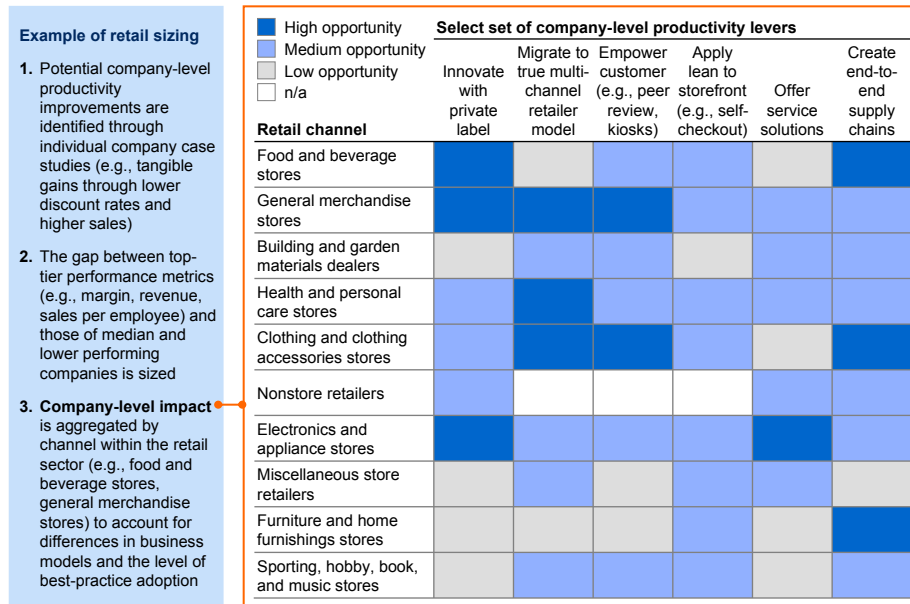 Example of retail sizing
1. Potential company-level
productivity
improvements are
identified through
individual company case
studies (e.g., tangible
gains through lower
discount rates and
higher sales)
2. The gap between top-
tier performance metrics
(e.g., margin, revenue,
sales per employee) and
those of median and
lower performing
companies is sized
3. Company-level impact
is aggregated by
channel within the retail
sector (e.g., food and
beverage stores,
general merchandise
stores) to account for
differences in business
models and the level of
best-practice adoption
High opportunity
Medium opportunity
Low opportunity
n/a
Select set of company-level productivity levers
Retail channel
Innovate
with
private
label
Migrate to
true multi-
channel
retailer
model
Empower
customer
(e.g., peer
review,
kiosks)
Apply
lean to
storefront
(e.g., self-
checkout)
Offer
service
solutions
Create
end-to-
end
supply
chains
Food and beverage
stores
General merchandise
stores
Building and garden
materials dealers
Health and personal
care stores
Clothing and clothing
accessories stores
Nonstore retailers
Electronics and
appliance stores
Miscellaneous store
retailers
Furniture and home
furnishings stores
Sporting, hobby, book,
and music stores